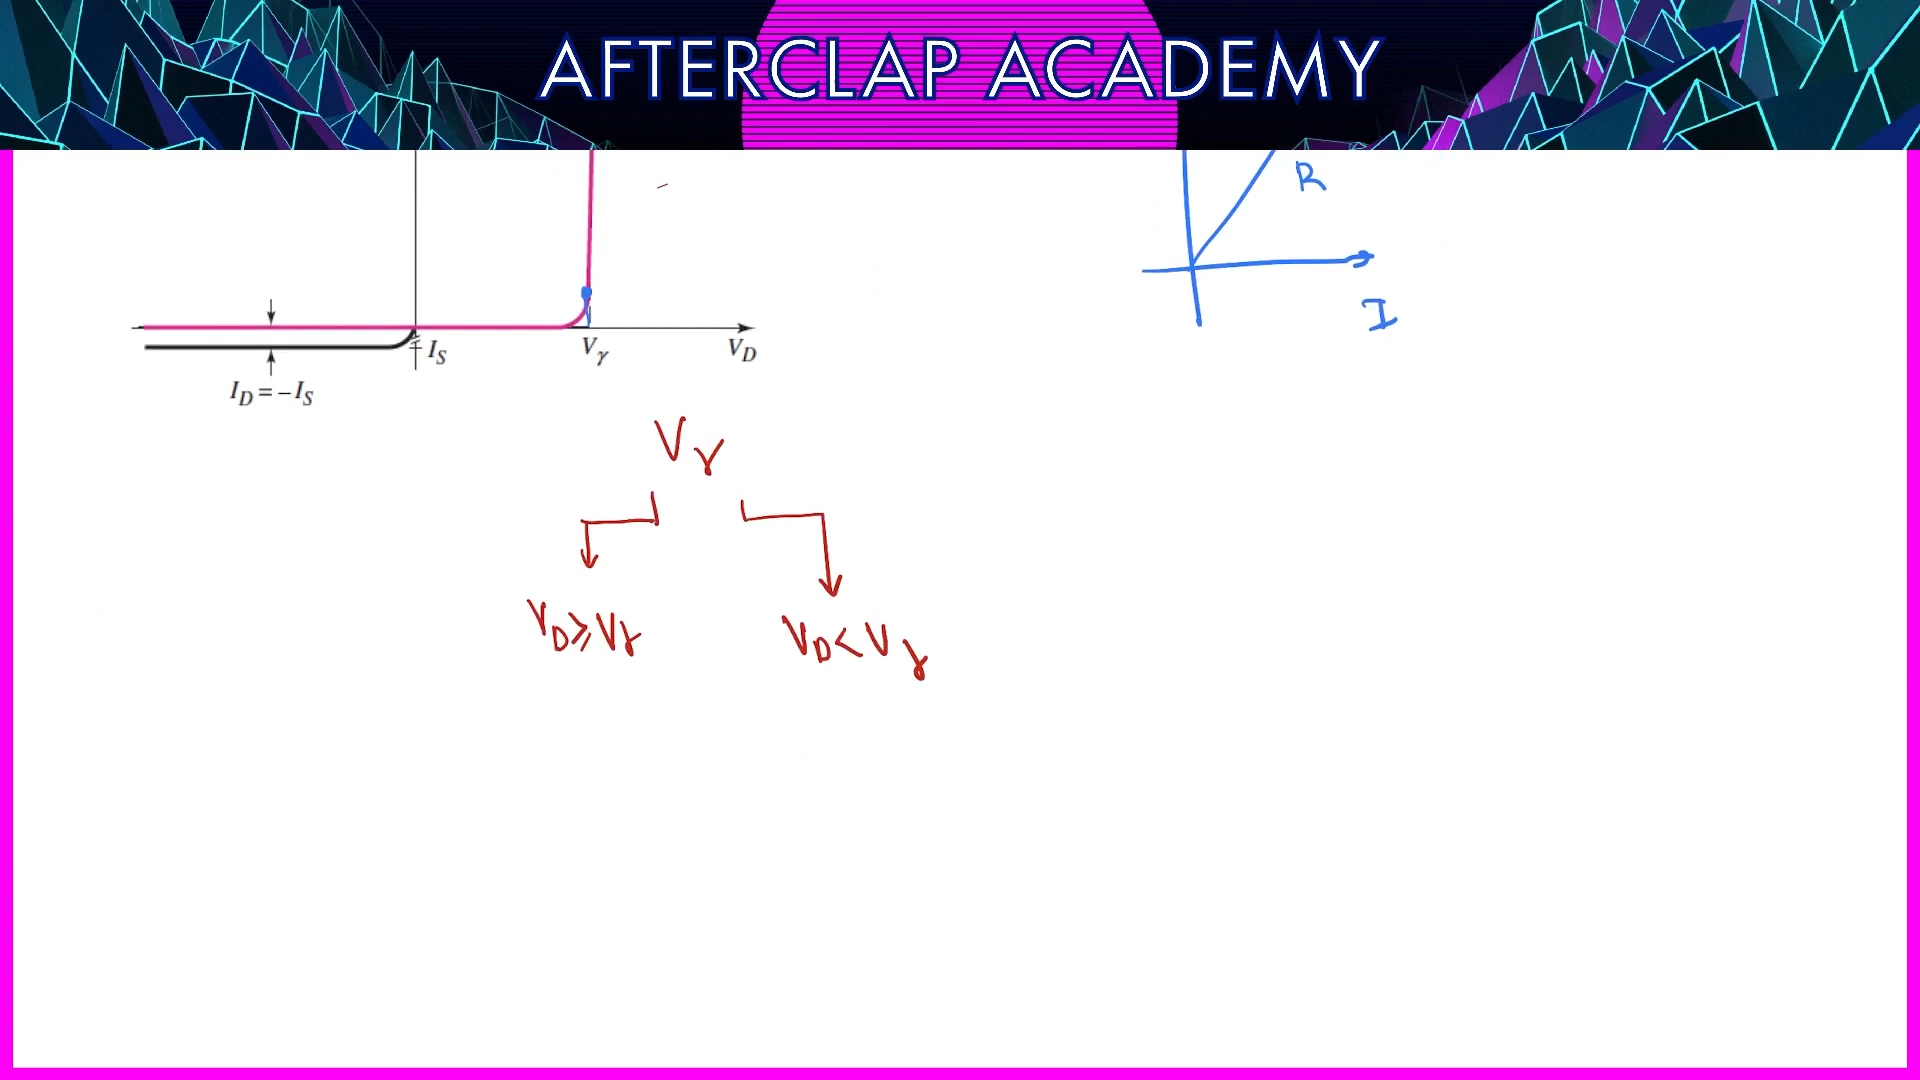 AFTERCLAP ACADEMY
R
I
I_S
V_γ
V_D
I_D = –I_S
V_γ
V_D ≥ V_γ
V_D < V_γ